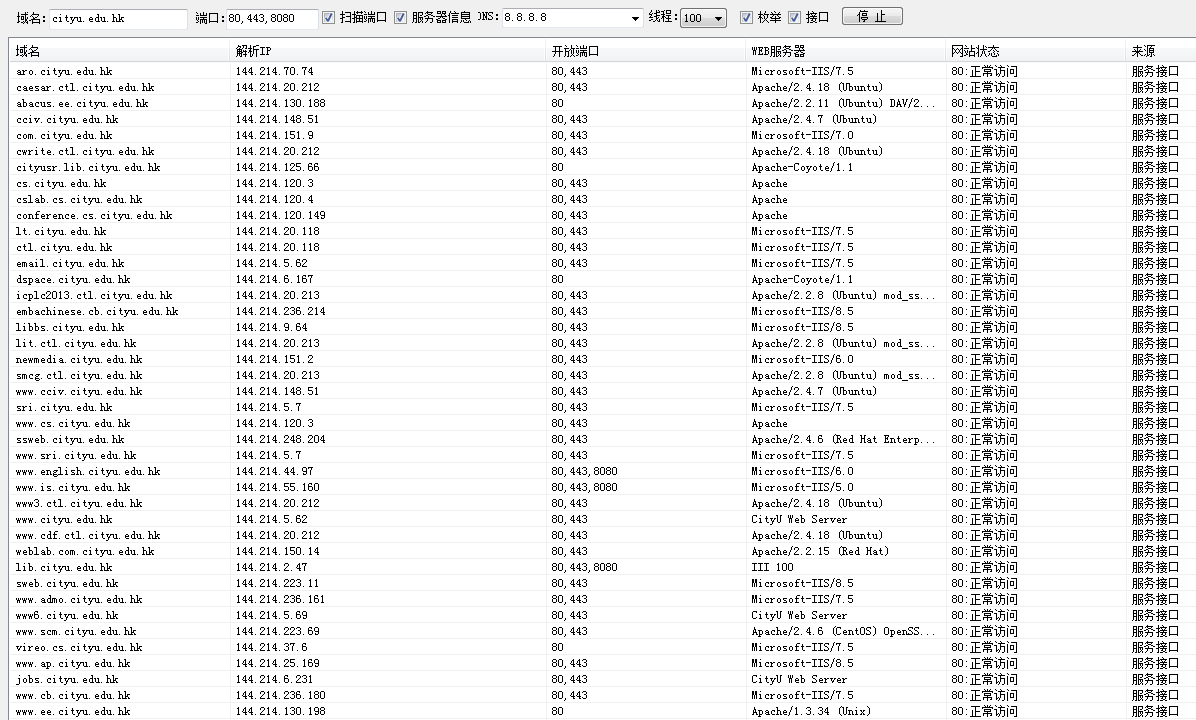 域名: cityu.edu.hk 端口: 80,443,8080 扫描端口 服务器信息 DNS: 8.8.8.8 线程: 100 枚举 接口 停 止
域名 解析IP 开放端口 WEB服务器 网站状态 来源
aro.cityu.edu.hk 144.214.70.74 80,443 Microsoft-IIS/7.5 80:正常访问 服务接口
caesar.ctl.cityu.edu.hk 144.214.20.212 80,443 Apache/2.4.18 (Ubuntu) 80:正常访问 服务接口
abacus.ee.cityu.edu.hk 144.214.130.188 80 Apache/2.2.11 (Ubuntu) DAV/2... 80:正常访问 服务接口
cciv.cityu.edu.hk 144.214.148.51 80,443 Apache/2.4.7 (Ubuntu) 80:正常访问 服务接口
com.cityu.edu.hk 144.214.151.9 80,443 Microsoft-IIS/7.0 80:正常访问 服务接口
cwrite.ctl.cityu.edu.hk 144.214.20.212 80,443 Apache/2.4.18 (Ubuntu) 80:正常访问 服务接口
cityusr.lib.cityu.edu.hk 144.214.125.66 80 Apache-Coyote/1.1 80:正常访问 服务接口
cs.cityu.edu.hk 144.214.120.3 80,443 Apache 80:正常访问 服务接口
cslab.cs.cityu.edu.hk 144.214.120.4 80,443 Apache 80:正常访问 服务接口
conference.cs.cityu.edu.hk 144.214.120.149 80,443 Apache 80:正常访问 服务接口
lt.cityu.edu.hk 144.214.20.118 80,443 Microsoft-IIS/7.5 80:正常访问 服务接口
ctl.cityu.edu.hk 144.214.20.118 80,443 Microsoft-IIS/7.5 80:正常访问 服务接口
email.cityu.edu.hk 144.214.5.62 80,443 Microsoft-IIS/7.5 80:正常访问 服务接口
dspace.cityu.edu.hk 144.214.6.167 80 Apache-Coyote/1.1 80:正常访问 服务接口
icplc2013.ctl.cityu.edu.hk 144.214.20.213 80,443 Apache/2.2.8 (Ubuntu) mod_ss... 80:正常访问 服务接口
embachinese.cb.cityu.edu.hk 144.214.236.214 80,443 Microsoft-IIS/8.5 80:正常访问 服务接口
libbs.cityu.edu.hk 144.214.9.64 80,443 Microsoft-IIS/8.5 80:正常访问 服务接口
lit.ctl.cityu.edu.hk 144.214.20.213 80,443 Apache/2.2.8 (Ubuntu) mod_ss... 80:正常访问 服务接口
newmedia.cityu.edu.hk 144.214.151.2 80,443 Microsoft-IIS/6.0 80:正常访问 服务接口
smcg.ctl.cityu.edu.hk 144.214.20.213 80,443 Apache/2.2.8 (Ubuntu) mod_ss... 80:正常访问 服务接口
www.cciv.cityu.edu.hk 144.214.148.51 80,443 Apache/2.4.7 (Ubuntu) 80:正常访问 服务接口
sri.cityu.edu.hk 144.214.5.7 80,443 Microsoft-IIS/7.5 80:正常访问 服务接口
www.cs.cityu.edu.hk 144.214.120.3 80,443 Apache 80:正常访问 服务接口
ssweb.cityu.edu.hk 144.214.248.204 80,443 Apache/2.4.6 (Red Hat Enterp... 80:正常访问 服务接口
www.sri.cityu.edu.hk 144.214.5.7 80,443 Microsoft-IIS/7.5 80:正常访问 服务接口
www.english.cityu.edu.hk 144.214.44.97 80,443,8080 Microsoft-IIS/6.0 80:正常访问 服务接口
www.is.cityu.edu.hk 144.214.55.160 80,443,8080 Microsoft-IIS/5.0 80:正常访问 服务接口
www3.ctl.cityu.edu.hk 144.214.20.212 80,443 Apache/2.4.18 (Ubuntu) 80:正常访问 服务接口
www.cityu.edu.hk 144.214.5.62 80,443 CityU Web Server 80:正常访问 服务接口
www.cdf.ctl.cityu.edu.hk 144.214.20.212 80,443 Apache/2.4.18 (Ubuntu) 80:正常访问 服务接口
weblab.com.cityu.edu.hk 144.214.150.14 80,443 Apache/2.2.15 (Red Hat) 80:正常访问 服务接口
lib.cityu.edu.hk 144.214.2.47 80,443,8080 III 100 80:正常访问 服务接口
sweb.cityu.edu.hk 144.214.223.11 80,443 Microsoft-IIS/8.5 80:正常访问 服务接口
www.admo.cityu.edu.hk 144.214.236.161 80,443 Microsoft-IIS/7.5 80:正常访问 服务接口
www6.cityu.edu.hk 144.214.5.69 80,443 CityU Web Server 80:正常访问 服务接口
www.scm.cityu.edu.hk 144.214.223.69 80,443 Apache/2.4.6 (CentOS) OpenSS... 80:正常访问 服务接口
vireo.cs.cityu.edu.hk 144.214.37.6 80 Microsoft-IIS/7.5 80:正常访问 服务接口
www.ap.cityu.edu.hk 144.214.25.169 80,443 Microsoft-IIS/8.5 80:正常访问 服务接口
jobs.cityu.edu.hk 144.214.6.231 80,443 CityU Web Server 80:正常访问 服务接口
www.cb.cityu.edu.hk 144.214.236.180 80,443 Microsoft-IIS/7.5 80:正常访问 服务接口
www.ee.cityu.edu.hk 144.214.130.198 80 Apache/1.3.34 (Unix) 80:正常访问 服务接口